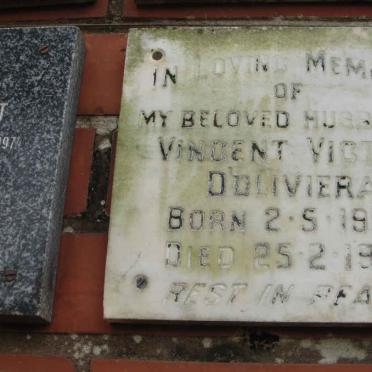 T
197
IN LOVING MEM
OF
MY BELOVED HUS
VINCENT VICT
DOLIVIERA
BORN 2·5·19
DIED 25·2·19
REST IN PEA